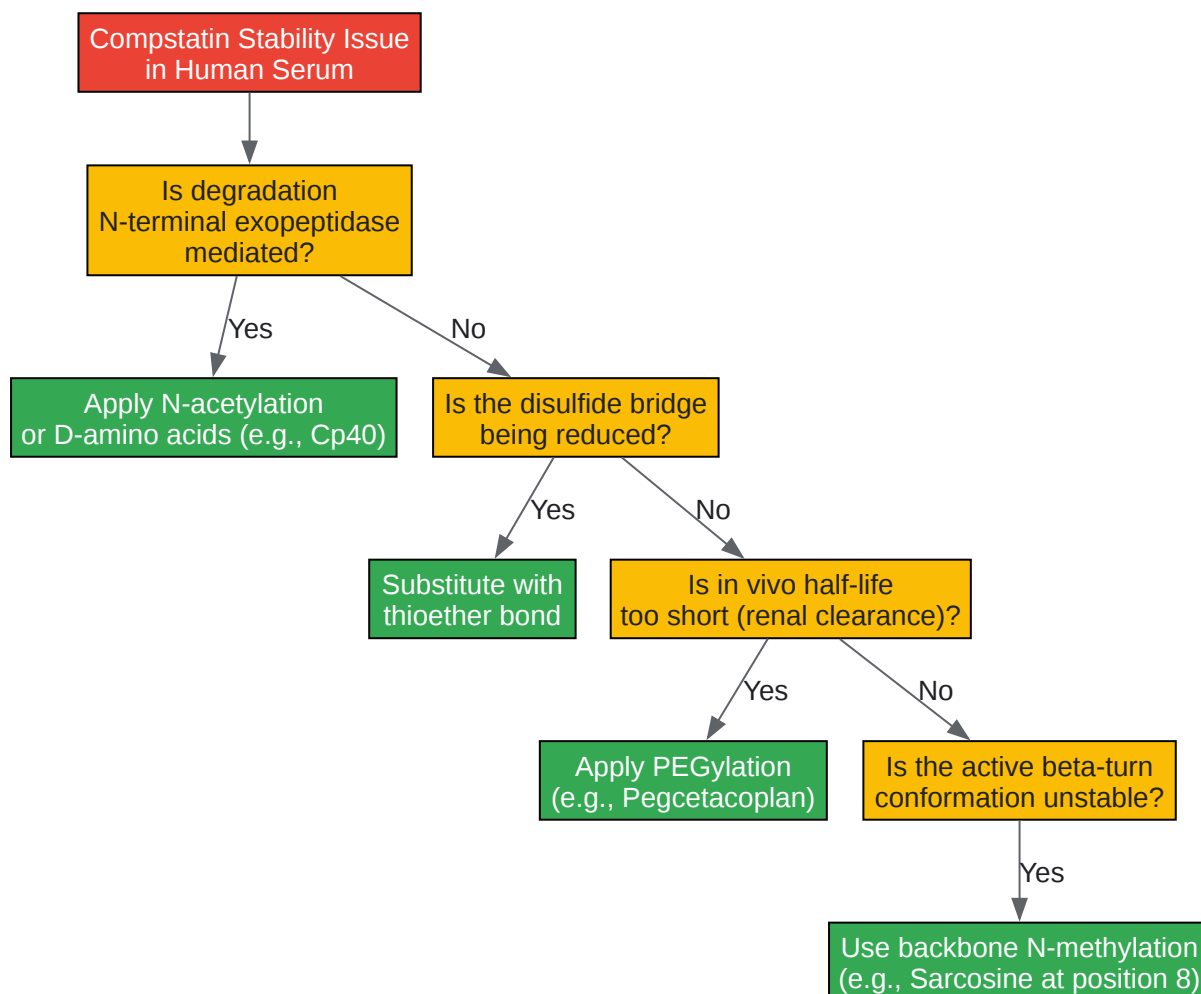 Compstatin Stability Issue
in Human Serum
Is degradation
N-terminal exopeptidase
mediated?
Yes
No
Apply N-acetylation
or D-amino acids (e.g., Cp40)
Is the disulfide bridge
being reduced?
Yes
No
Substitute with
thioether bond
Is in vivo half-life
too short (renal clearance)?
Yes
No
Apply PEGylation
(e.g., Pegcetacoplan)
Is the active beta-turn
conformation unstable?
Yes
Use backbone N-methylation
(e.g., Sarcosine at position 8)